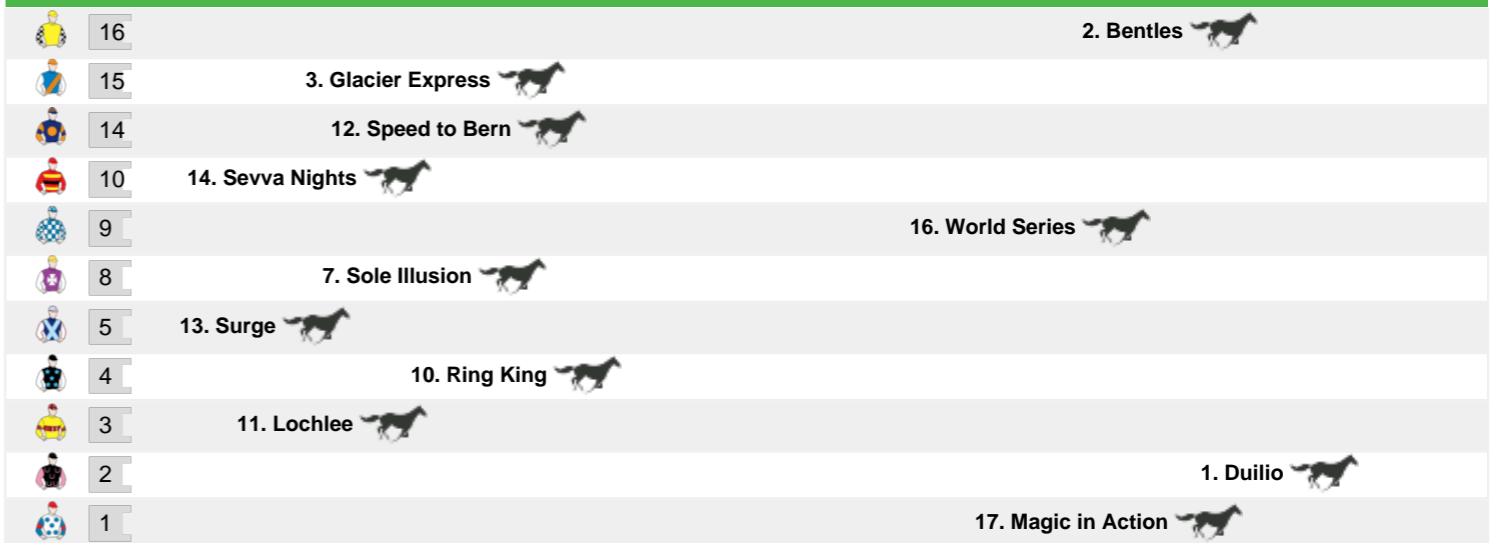 16 2. Bentles
15 3. Glacier Express
14 12. Speed to Bern
10 14. Sevva Nights
9 16. World Series
8 7. Sole Illusion
5 13. Surge
4 10. Ring King
3 11. Lochlee
2 1. Duilio
1 17. Magic in Action